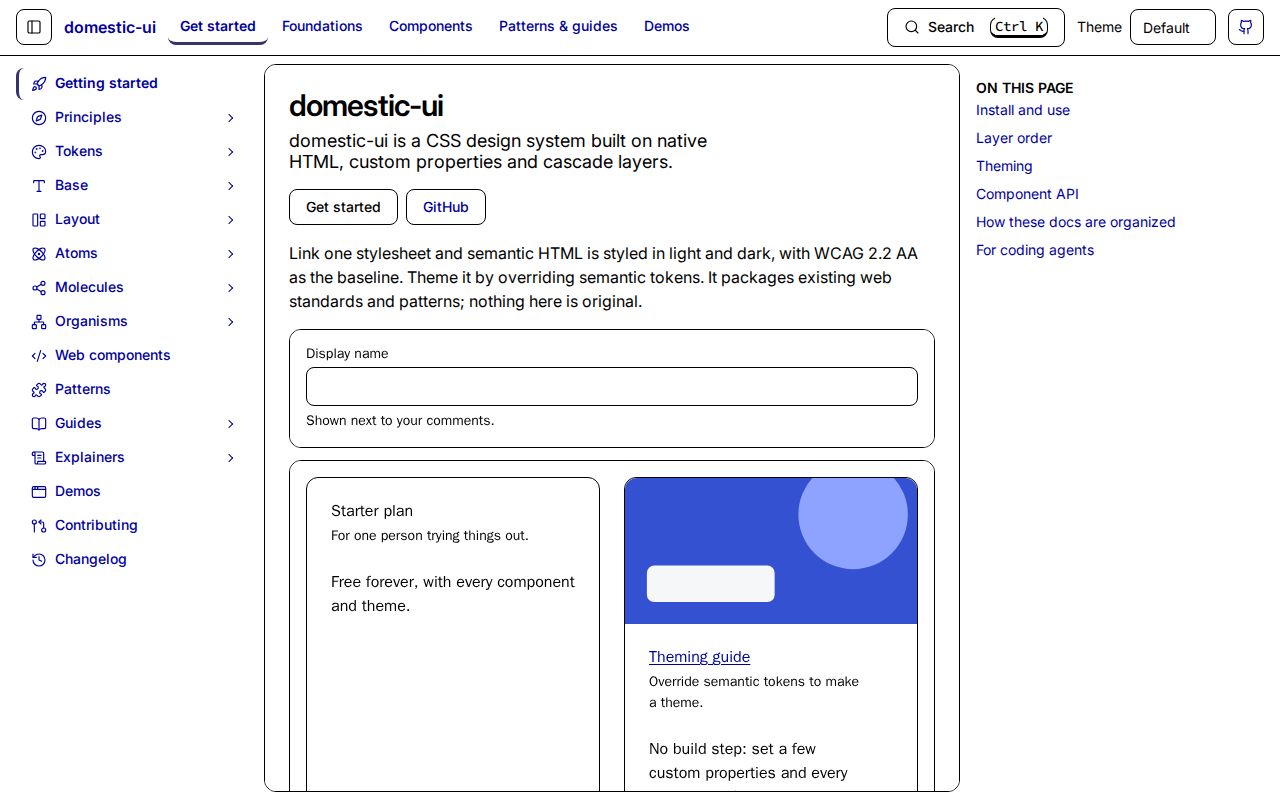 domestic-ui
Get started
Foundations
Components
Patterns & guides
Demos
Search
Ctrl K
Theme
Default
Getting started
Principles
Tokens
Base
Layout
Atoms
Molecules
Organisms
Web components
Patterns
Guides
Explainers
Demos
Contributing
Changelog
domestic-ui
domestic-ui is a CSS design system built on native
HTML, custom properties and cascade layers.
Get started
GitHub
Link one stylesheet and semantic HTML is styled in light and dark, with WCAG 2.2 AA
as the baseline. Theme it by overriding semantic tokens. It packages existing web
standards and patterns; nothing here is original.
Display name
Shown next to your comments.
Starter plan
For one person trying things out.
Free forever, with every component
and theme.
Theming guide
Override semantic tokens to make
a theme.
No build step: set a few
custom properties and every
ON THIS PAGE
Install and use
Layer order
Theming
Component API
How these docs are organized
For coding agents